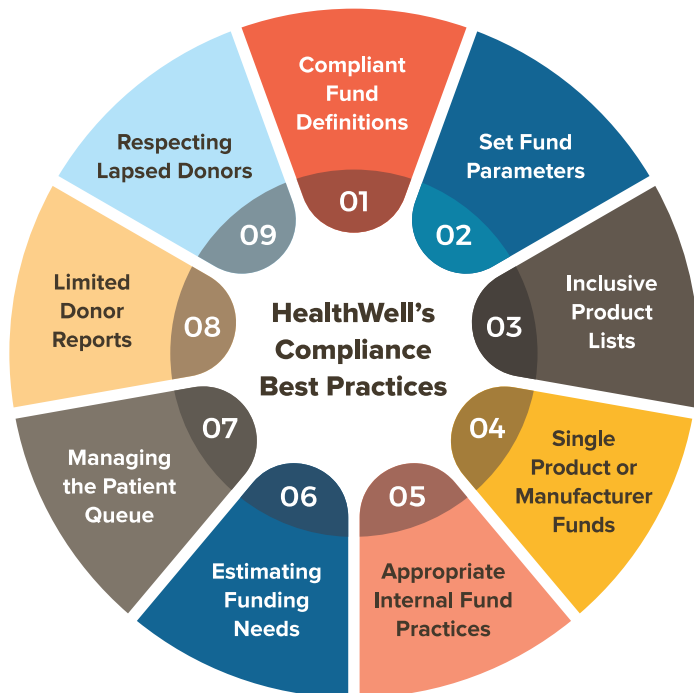 HealthWell's
Compliance
Best Practices
01
Compliant
Fund
Definitions
02
Set Fund
Parameters
03
Inclusive
Product
Lists
04
Single
Product or
Manufacturer
Funds
05
Appropriate
Internal Fund
Practices
06
Estimating
Funding
Needs
07
Managing
the Patient
Queue
08
Limited
Donor
Reports
09
Respecting
Lapsed Donors